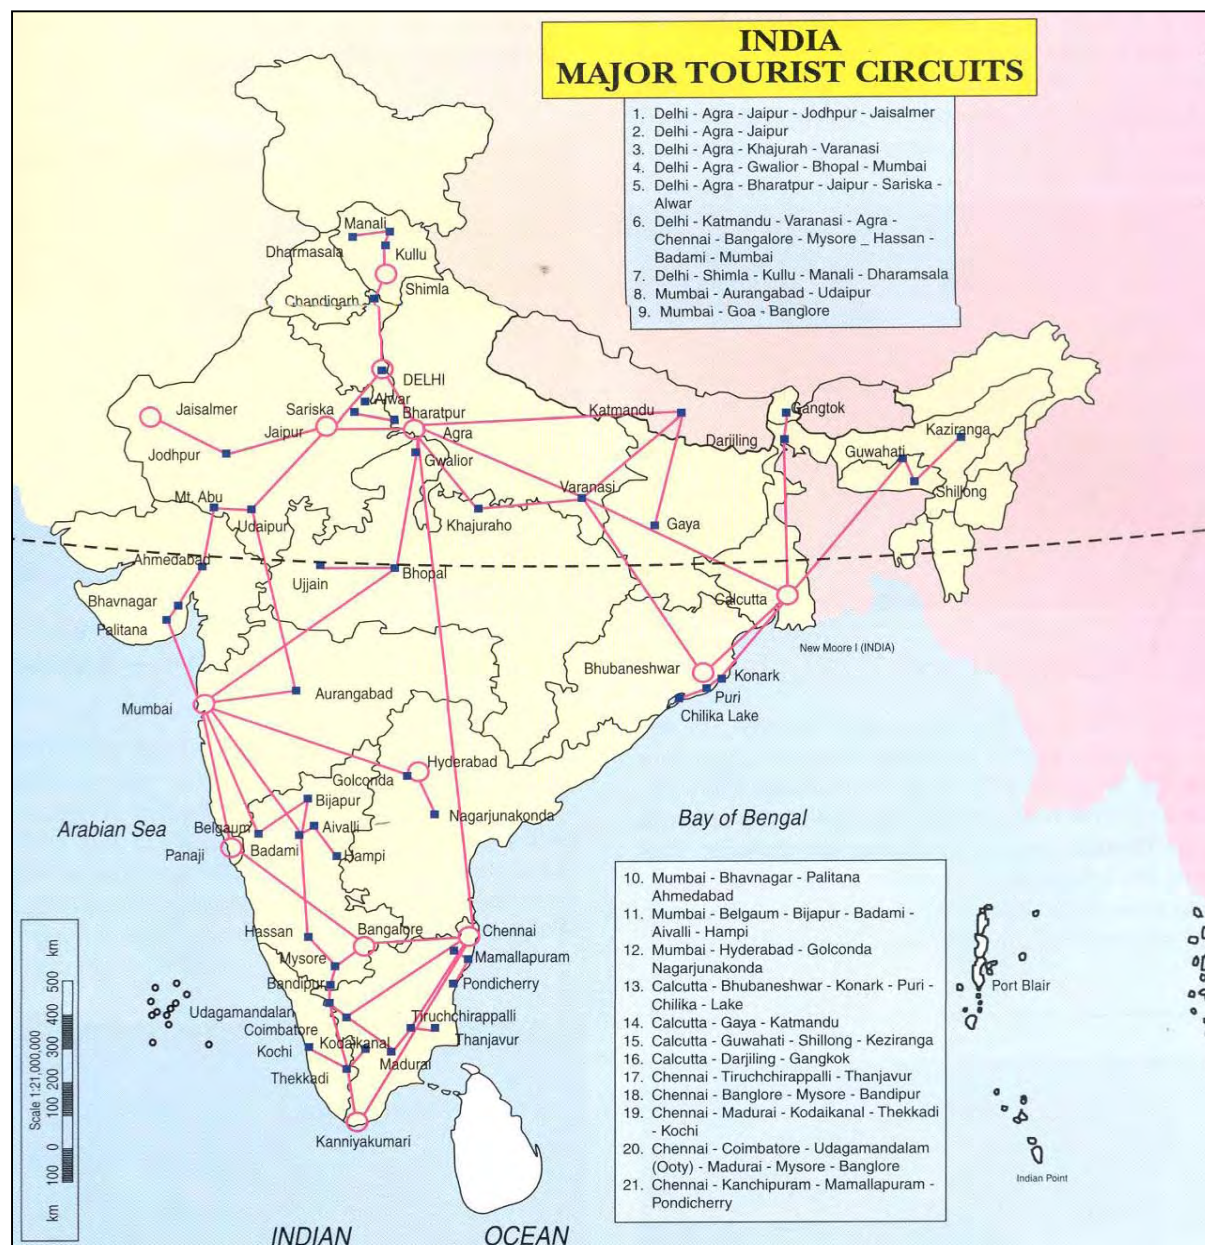 INDIA
MAJOR TOURIST CIRCUITS
1. Delhi - Agra - Jaipur - Jodhpur - Jaisalmer
2. Delhi - Agra - Jaipur
3. Delhi - Agra - Khajurah - Varanasi
4. Delhi - Agra - Gwalior - Bhopal - Mumbai
5. Delhi - Agra - Bharatpur - Jaipur - Sariska -
Alwar
6. Delhi - Katmandu - Varanasi - Agra -
Chennai - Bangalore - Mysore _ Hassan -
Badami - Mumbai
7. Delhi - Shimla - Kullu - Manali - Dharamsala
8. Mumbai - Aurangabad - Udaipur
9. Mumbai - Goa - Banglore
Manali
Dharmasala
Kullu
Shimla
Chandigarh
DELHI
Alwar
Jaisalmer
Sariska
Bharatpur
Katmandu
Gangtok
Jaipur
Agra
Darjiling
Kaziranga
Jodhpur
Gwalior
Guwahati
Mt. Abu
Varanasi
Shillong
Udaipur
Khajuraho
Gaya
Ahmedabad
Ujjain
Bhopal
Bhavnagar
Calcutta
Palitana
New Moore I (INDIA)
Bhubaneshwar
Konark
Aurangabad
Puri
Mumbai
Chilika Lake
Hyderabad
Golconda
Bijapur
Nagarjunakonda
Arabian Sea
Bay of Bengal
Belgaum
Aivalli
Panaji
Badami
Hampi
10. Mumbai - Bhavnagar - Palitana
Ahmedabad
11. Mumbai - Belgaum - Bijapur - Badami -
Aivalli - Hampi
12. Mumbai - Hyderabad - Golconda
Nagarjunakonda
13. Calcutta - Bhubaneshwar - Konark - Puri -
Chilika - Lake
14. Calcutta - Gaya - Katmandu
15. Calcutta - Guwahati - Shillong - Keziranga
16. Calcutta - Darjiling - Gangkok
17. Chennai - Tiruchchirappalli - Thanjavur
18. Chennai - Banglore - Mysore - Bandipur
19. Chennai - Madurai - Kodaikanal - Thekkadi
- Kochi
20. Chennai - Coimbatore - Udagamandalam
(Ooty) - Madurai - Mysore - Banglore
21. Chennai - Kanchipuram - Mamallapuram -
Pondicherry
Hassan
Bangalore
Chennai
Mysore
Mamallapuram
Bandipur
Pondicherry
Port Blair
Udagamandalan
Tiruchchirappalli
Coimbatore
Kodaikanal
Thanjavur
Kochi
Madurai
Thekkadi
Kanniyakumari
Indian Point
Scale 1:21,000,000
km
500
400
300
200
100
0
100
km
INDIAN OCEAN